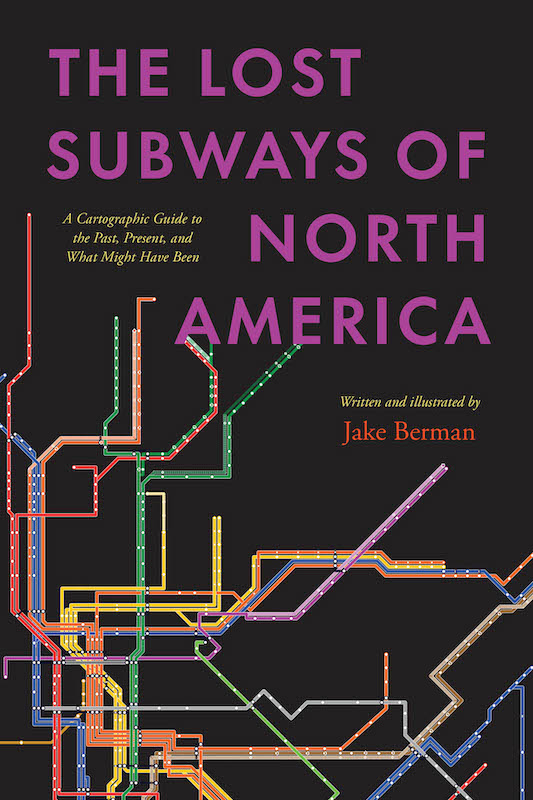 THE LOST
SUBWAYS OF
NORTH
AMERICA
A Cartographic Guide to
the Past, Present, and
What Might Have Been
Written and illustrated by
Jake Berman